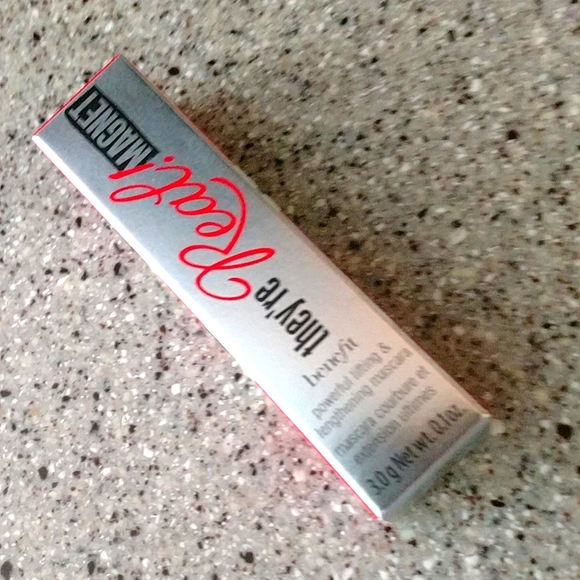 benefit
they're
Real!
MAGNET
powerful lifting &
lengthening mascara
mascara courbure et
extension ultimes
3.0 g Net wt. 0.1 oz.